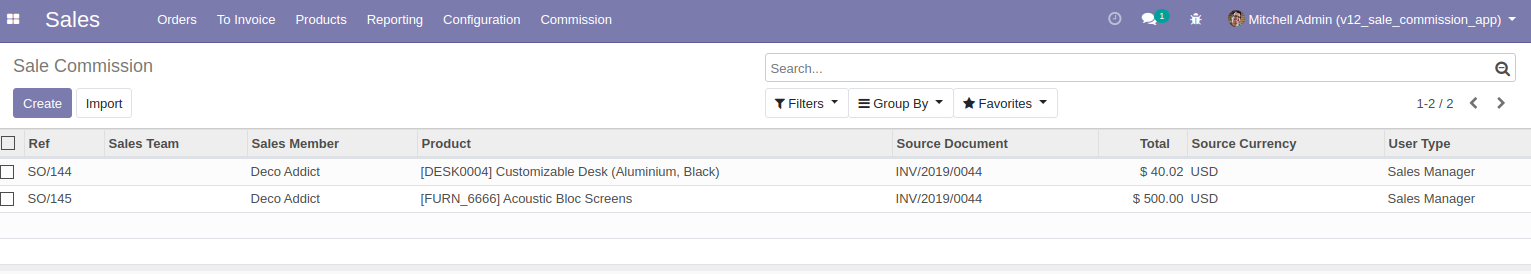 Sales Orders To Invoice Products Reporting Configuration Commission 1 Mitchell Admin (v12_sale_commission_app)
Sale Commission Search...
Create Import Filters Group By Favorites 1-2 / 2
Ref Sales Team Sales Member Product Source Document Total Source Currency User Type
SO/144 Deco Addict [DESK0004] Customizable Desk (Aluminium, Black) INV/2019/0044 $ 40.02 USD Sales Manager
SO/145 Deco Addict [FURN_6666] Acoustic Bloc Screens INV/2019/0044 $ 500.00 USD Sales Manager